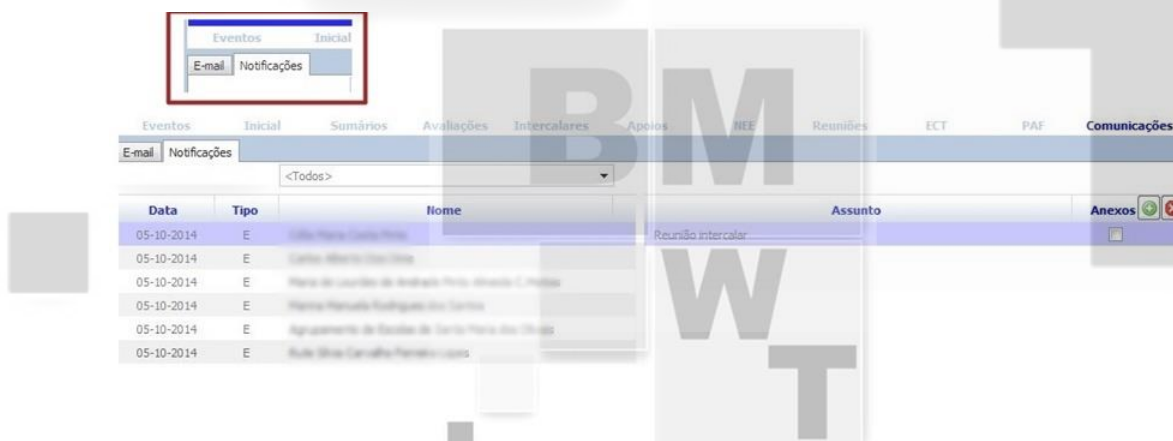 Eventos Inicial
E-mail Notificações
BM
Eventos Inicial Sumários Avaliações Intercalares Apoios NEE Reuniões ECT PAF Comunicações
E-mail Notificações
<Todos>
Data Tipo Nome Assunto Anexos
05-10-2014 E Reunião intercalar
05-10-2014 E
05-10-2014 E
05-10-2014 E
05-10-2014 E
05-10-2014 E
W
T